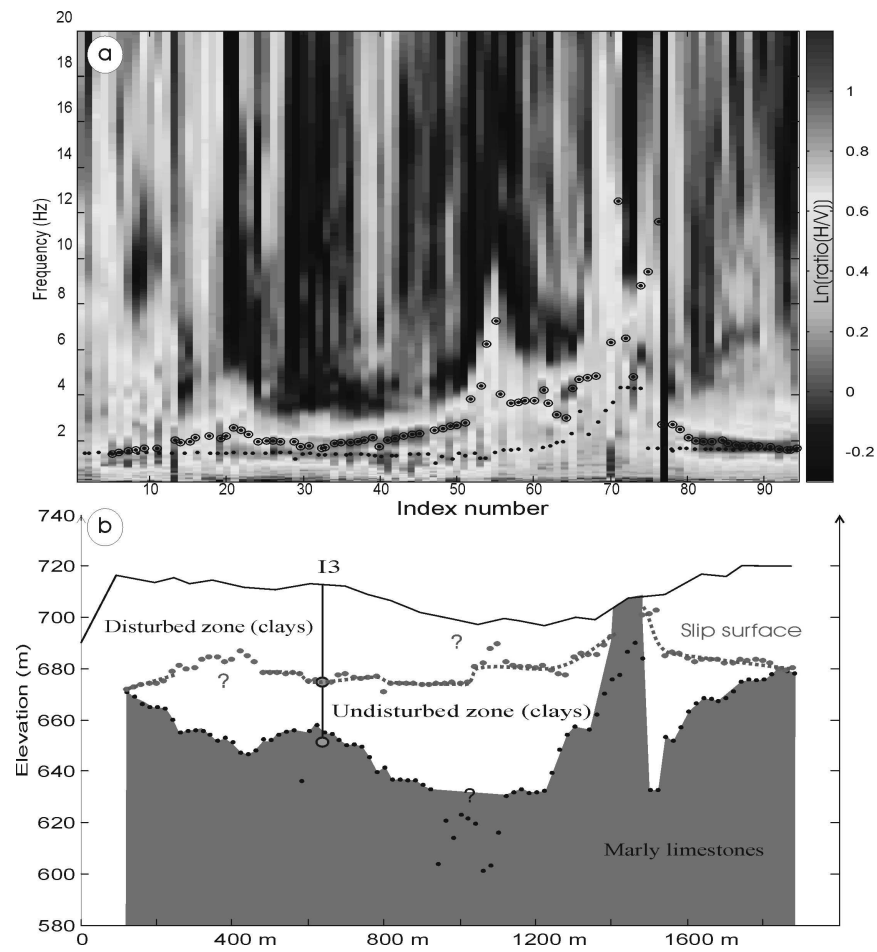 20
a
18
16
14
12
10
8
6
4
2
Frequency (Hz)
10
20
30
40
50
60
70
80
90
Index number
1
0.8
0.6
0.4
0.2
0
-0.2
Ln(ratio(H/V))
740
b
720
700
680
660
640
620
600
580
Elevation (m)
I3
Disturbed zone (clays)
?
?
Slip surface
Undisturbed zone (clays)
?
Marly limestones
0
400 m
800 m
1200 m
1600 m